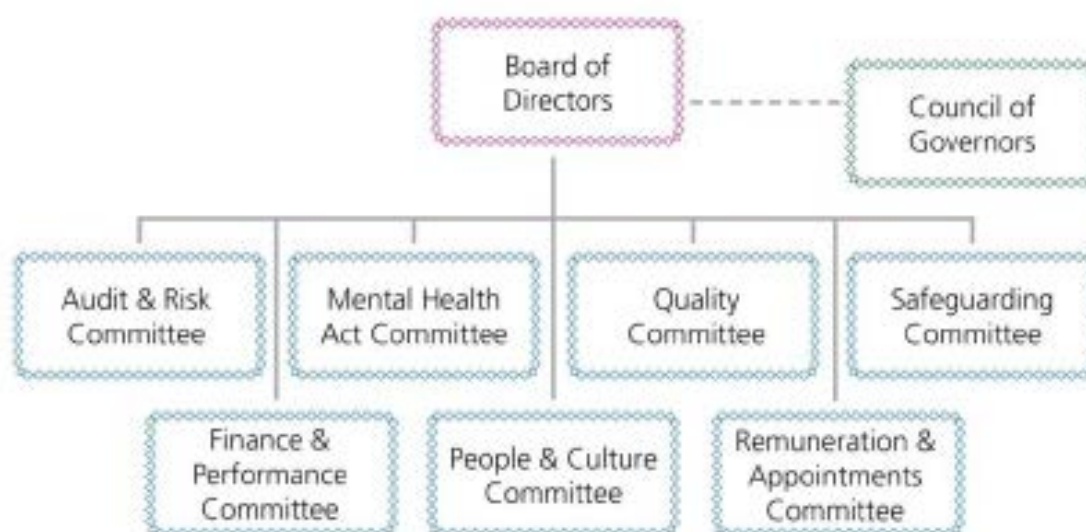 Board of
Directors
Council of
Governors
Audit & Risk
Committee
Mental Health
Act Committee
Quality
Committee
Safeguarding
Committee
Finance &
Performance
Committee
People & Culture
Committee
Remuneration &
Appointments
Committee